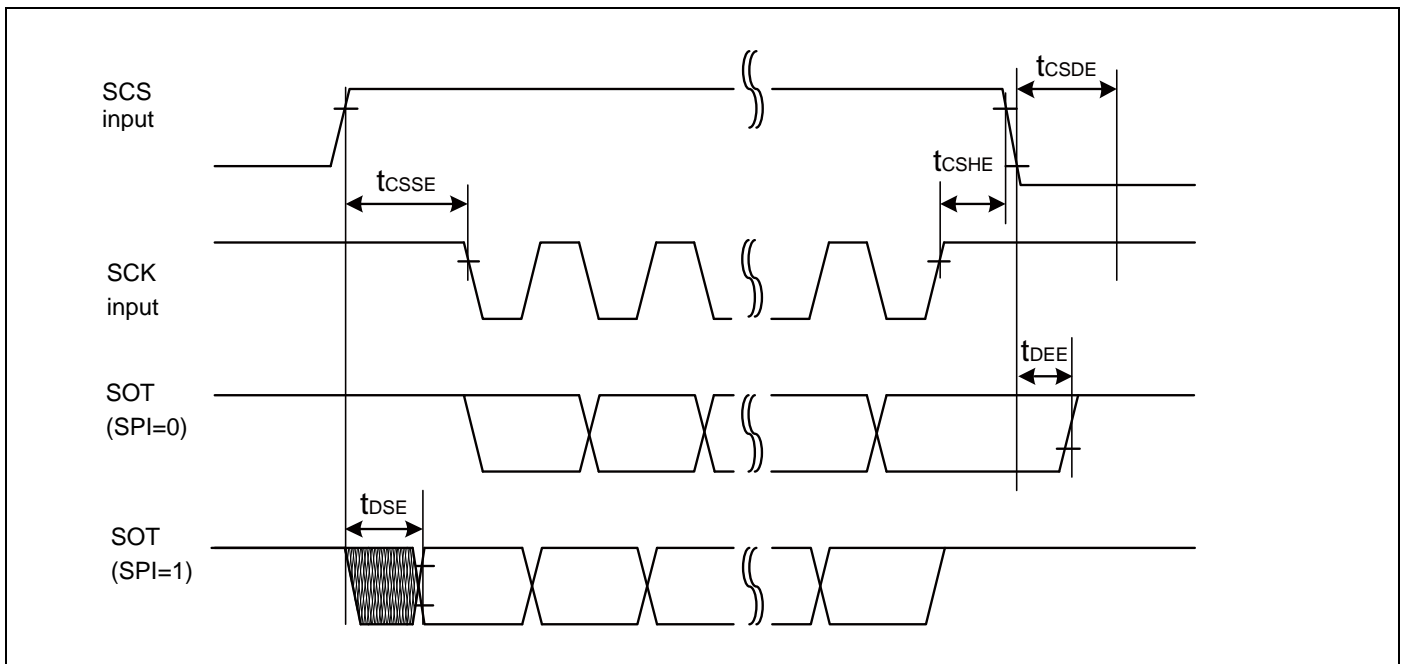 SCS
input
tCSDE
tCSHE
tCSSE
SCK
input
tDEE
SOT
(SPI=0)
tDSE
SOT
(SPI=1)